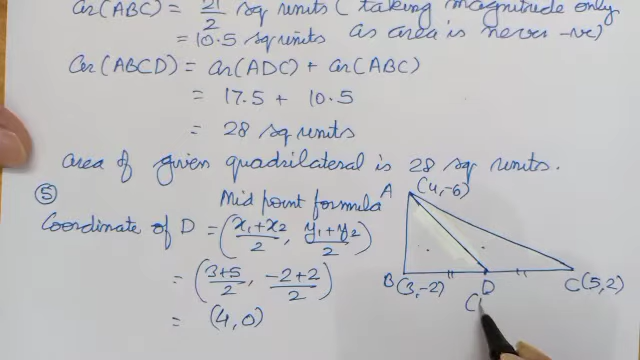 ar(ABC) = 21/2 sq units ( taking magnitude only
= 10.5 sq units as area is never -ve)
ar(ABCD) = ar(ADC) + ar(ABC)
= 17.5 + 10.5
= 28 sq units
area of given quadrilateral is 28 sq units.
⑤
Mid point formula
Coordinate of D = (x₁+x₂/2, y₁+y₂/2)
= (3+5/2, -2+2/2)
= (4,0)
A (4,-6)
B(3,-2) D C(5,2)
(